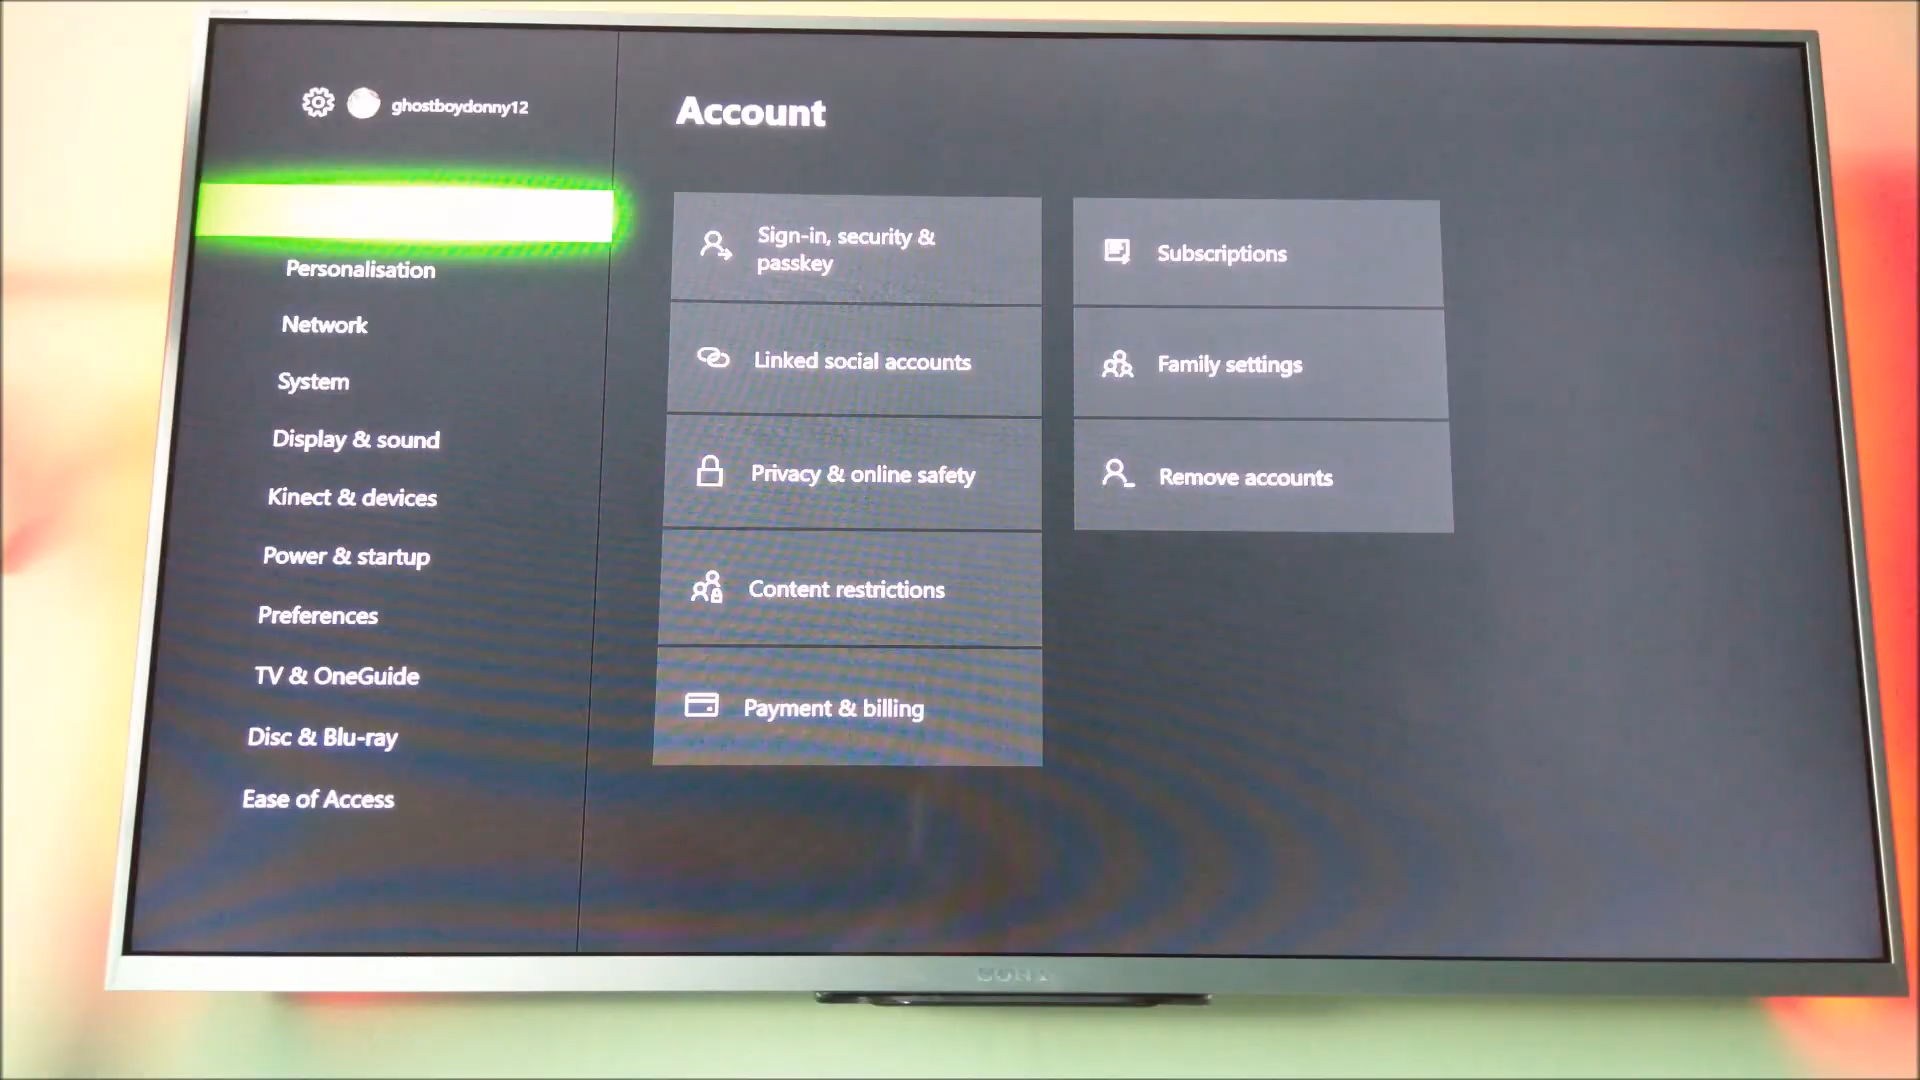 ghostboydonny12
Account
Personalisation
Network
System
Display & sound
Kinect & devices
Power & startup
Preferences
TV & OneGuide
Disc & Blu-ray
Ease of Access
Sign-in, security &
passkey
Linked social accounts
Privacy & online safety
Content restrictions
Payment & billing
Subscriptions
Family settings
Remove accounts
SONY